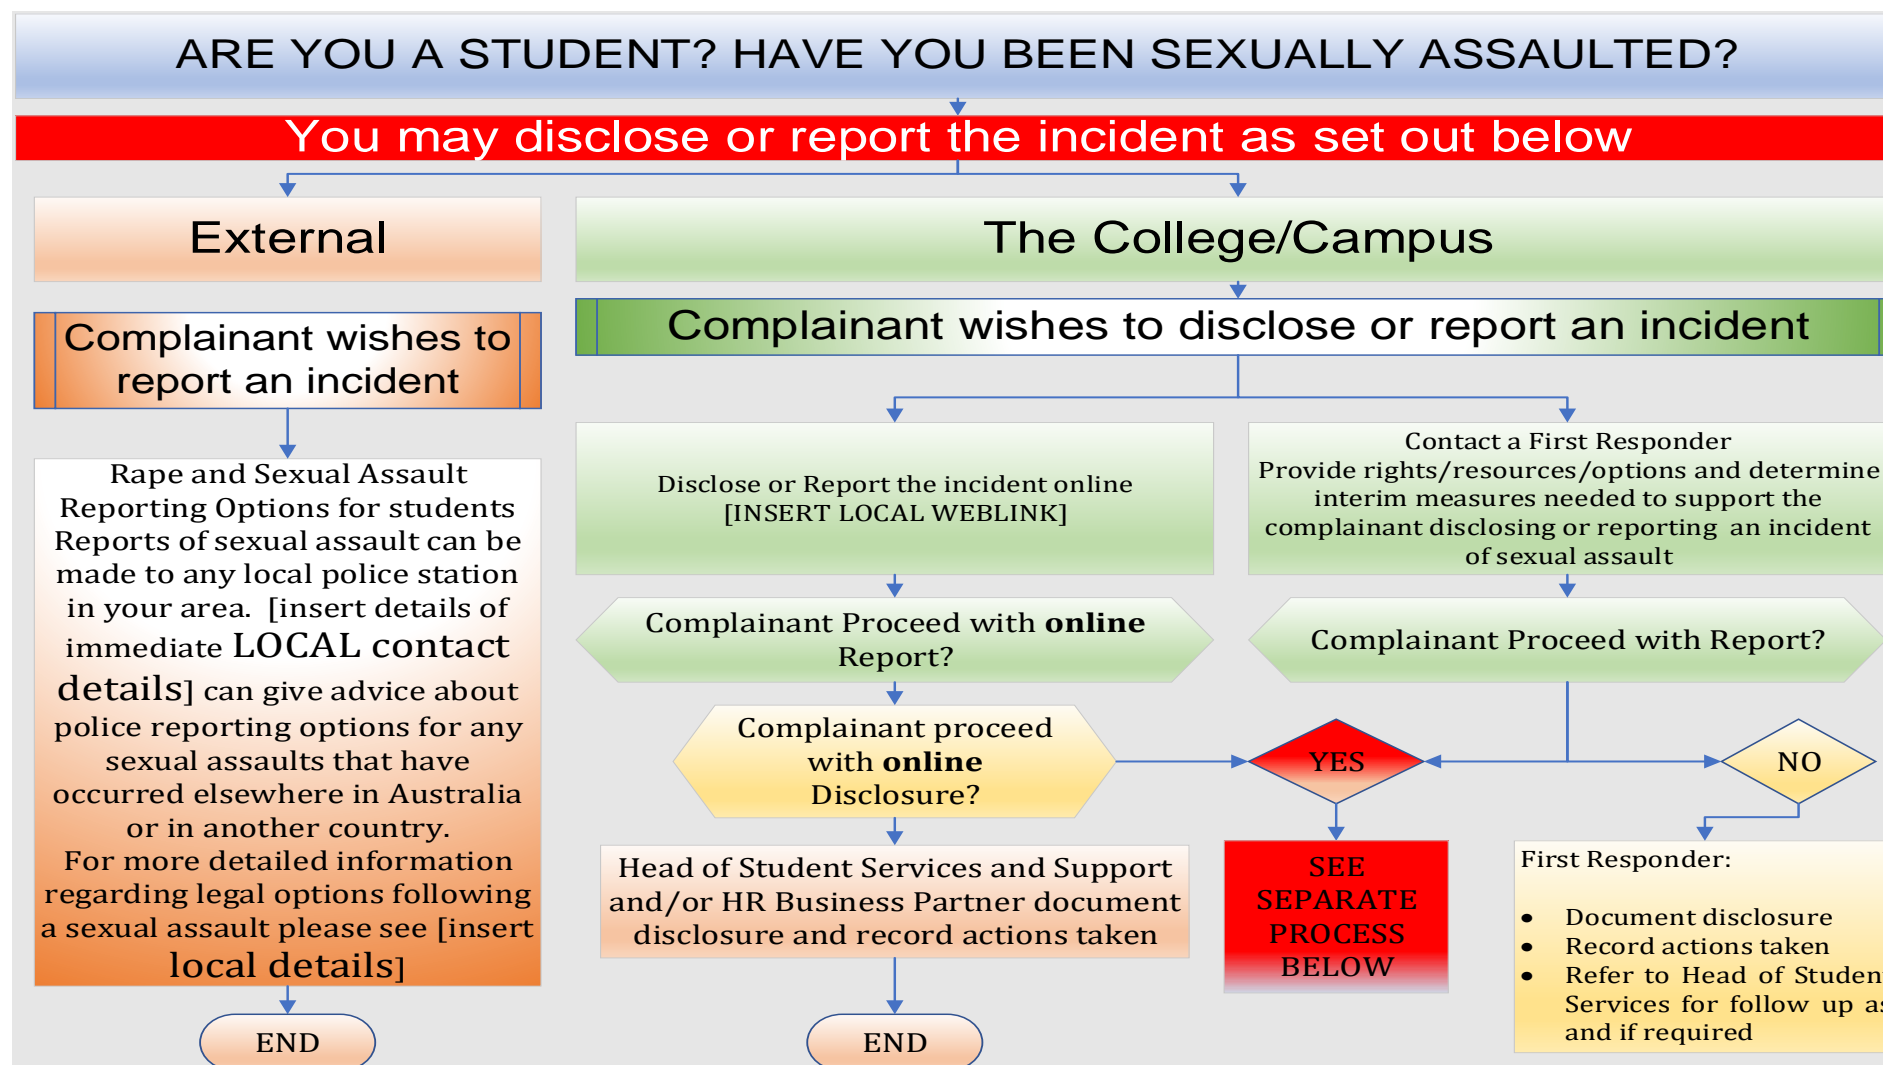 ARE YOU A STUDENT? HAVE YOU BEEN SEXUALLY ASSAULTED?
You may disclose or report the incident as set out below
External
The College/Campus
Complainant wishes to
report an incident
Complainant wishes to disclose or report an incident
Rape and Sexual Assault
Reporting Options for students
Reports of sexual assault can be
made to any local police station
in your area. [insert details of
immediate LOCAL contact
details] can give advice about
police reporting options for any
sexual assaults that have
occurred elsewhere in Australia
or in another country.
For more detailed information
regarding legal options following
a sexual assault please see [insert
local details]
END
Disclose or Report the incident online
[INSERT LOCAL WEBLINK]
Contact a First Responder
Provide rights/resources/options and determine
interim measures needed to support the
complainant disclosing or reporting an incident
of sexual assault
Complainant Proceed with online
Report?
Complainant Proceed with Report?
Complainant proceed
with online
Disclosure?
YES
NO
Head of Student Services and Support
and/or HR Business Partner document
disclosure and record actions taken
END
SEE
SEPARATE
PROCESS
BELOW
First Responder:
• Document disclosure
• Record actions taken
• Refer to Head of Student
Services for follow up as
and if required